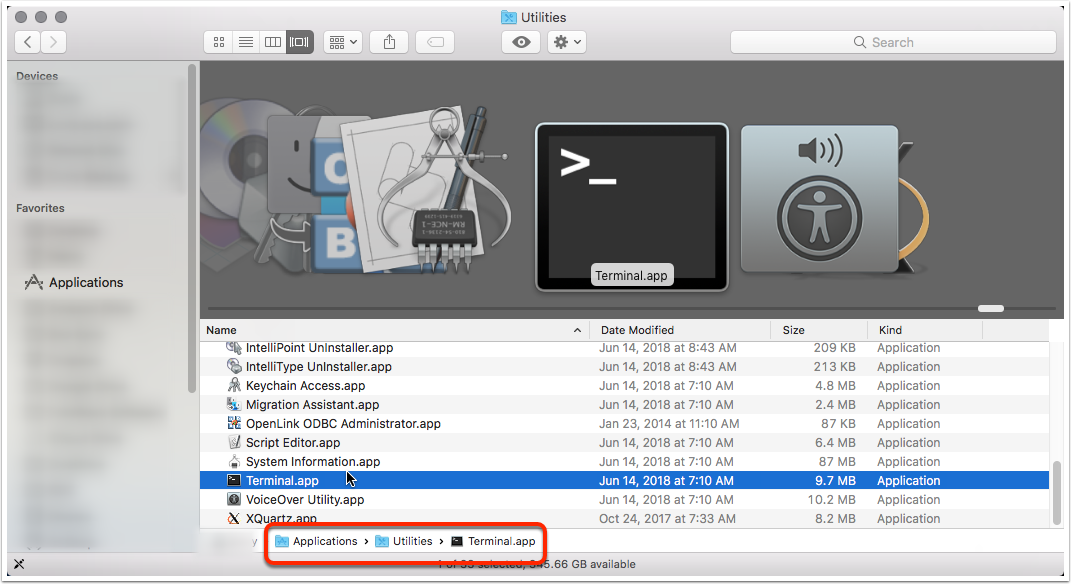 Utilities
Search
Devices
Favorites
Applications
>_
RM-NCE-1
Terminal.app
Name Date Modified Size Kind
IntelliPoint UnInstaller.app Jun 14, 2018 at 8:43 AM 209 KB Application
IntelliType UnInstaller.app Jun 14, 2018 at 8:43 AM 213 KB Application
Keychain Access.app Jun 14, 2018 at 7:10 AM 4.8 MB Application
Migration Assistant.app Jun 14, 2018 at 7:10 AM 2.4 MB Application
OpenLink ODBC Administrator.app Jan 23, 2014 at 11:10 AM 87 KB Application
Script Editor.app Jun 14, 2018 at 7:10 AM 6.4 MB Application
System Information.app Jun 14, 2018 at 7:10 AM 87 MB Application
Terminal.app Jun 14, 2018 at 7:10 AM 9.7 MB Application
VoiceOver Utility.app Jun 14, 2018 at 7:10 AM 10.2 MB Application
XQuartz.app Oct 24, 2017 at 7:33 AM 8.2 MB Application
Applications › Utilities › Terminal.app
selected, 345.66 GB available